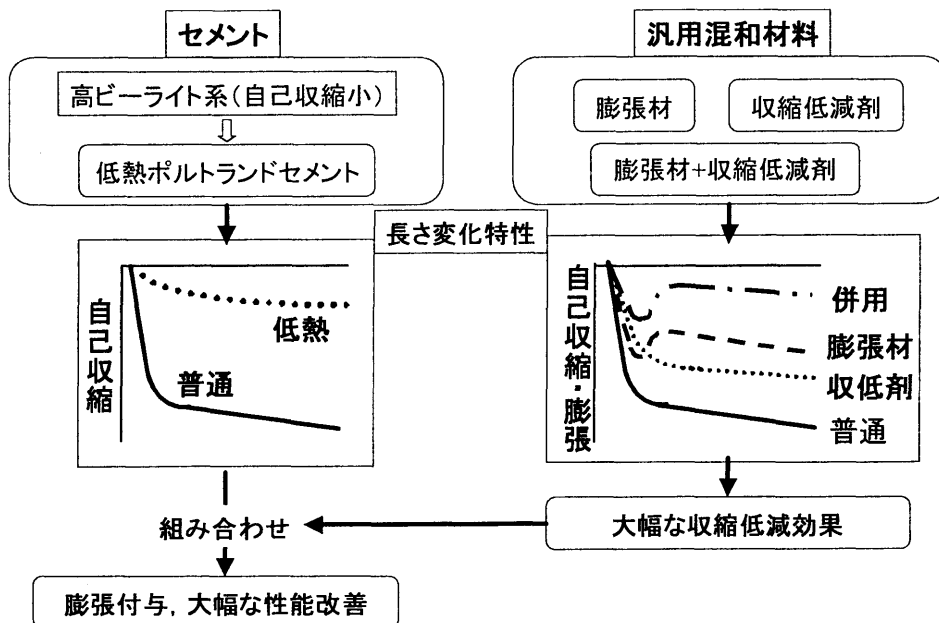 セメント
高ビーライト系(自己収縮小)
低熱ポルトランドセメント
汎用混和材料
膨張材
収縮低減剤
膨張材+収縮低減剤
長さ変化特性
自己収縮
低熱
普通
自己収縮・膨張
併用
膨張材
収低剤
普通
組み合わせ
大幅な収縮低減効果
膨張付与, 大幅な性能改善